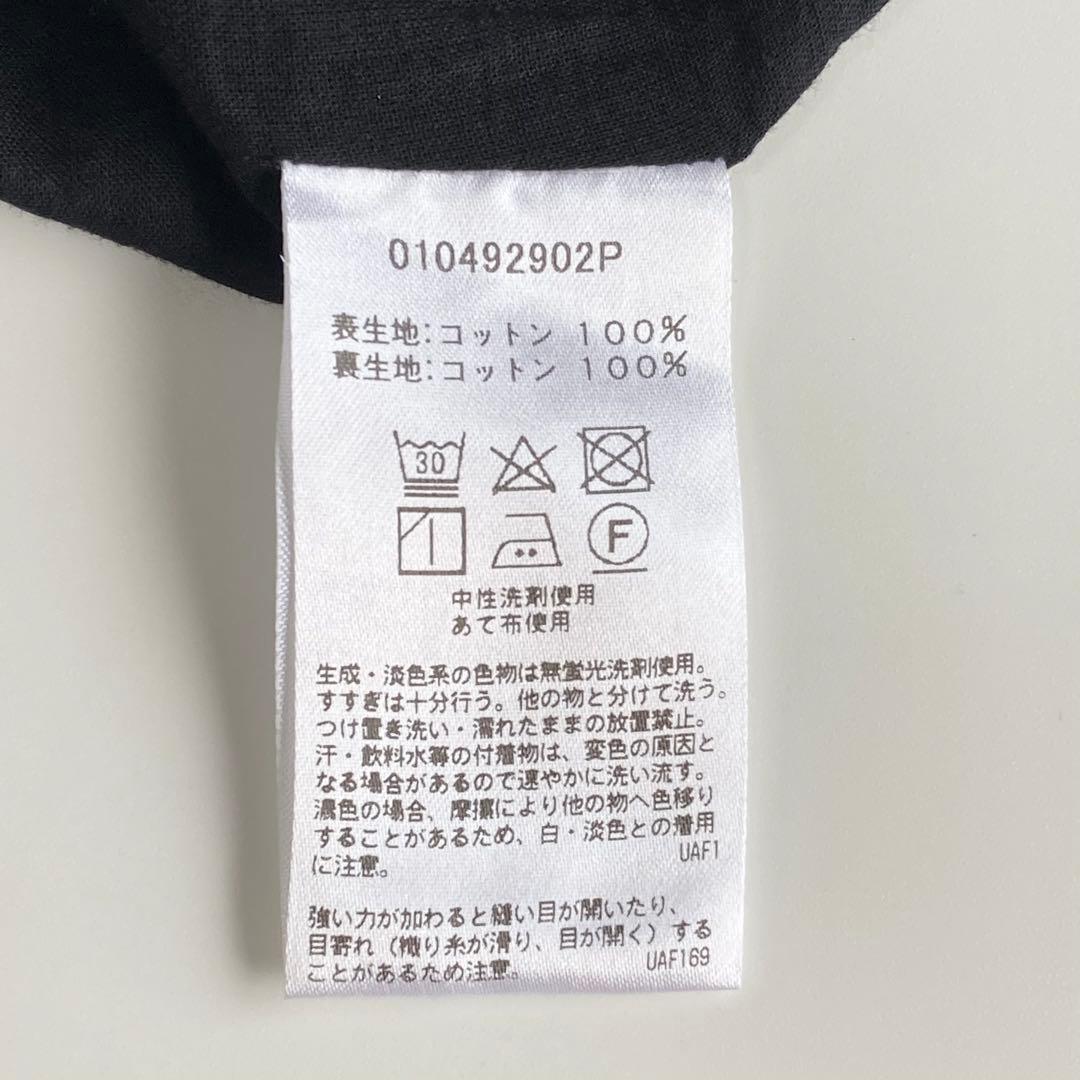 010492902P
表生地:コットン 100%
裏生地:コットン 100%
30
F
中性洗剤使用
あて布使用
生成・淡色系の色物は無蛍光洗剤使用。
すすぎは十分行う。他の物と分けて洗う。
つけ置き洗い・濡れたままの放置禁止。
汗・飲料水等の付着物は、変色の原因と
なる場合があるので速やかに洗い流す。
濃色の場合、摩擦により他の物へ色移り
することがあるため、白・淡色との着用
に注意。
UAF1
強い力が加わると縫い目が開いたり、
目寄れ(織り糸が滑り、目が開く)する
ことがあるため注意。
UAF169